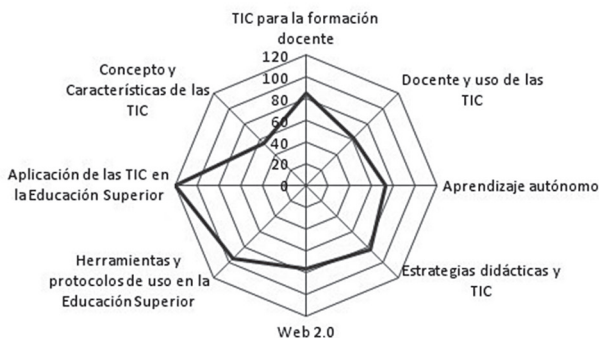 TIC para la formación
docente
Docente y uso de las
TIC
Aprendizaje autónomo
Estrategias didácticas y
TIC
Web 2.0
Herramientas y
protocolos de uso en la
Educación Superior
Aplicación de las TIC en
la Educación Superior
Concepto y
Características de las
TIC
120
100
80
60
40
20
0